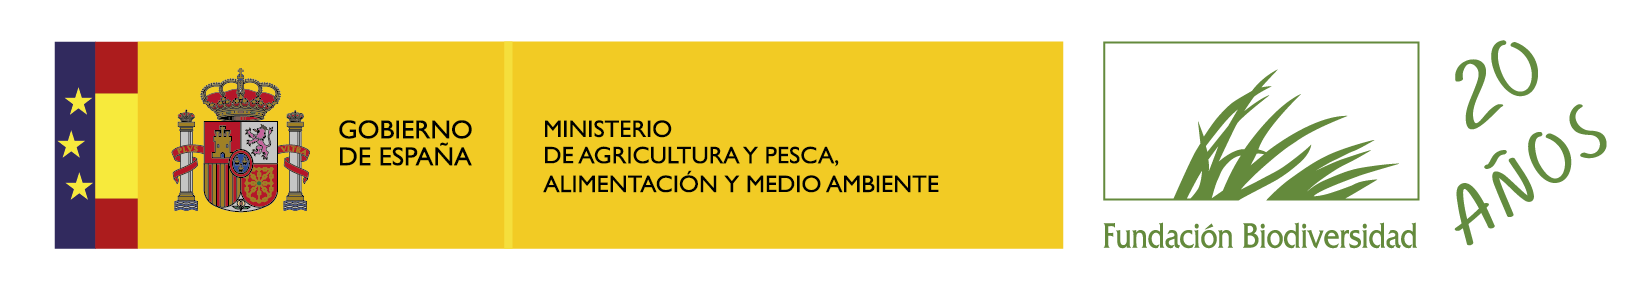 GOBIERNO
DE ESPAÑA
MINISTERIO
DE AGRICULTURA Y PESCA,
ALIMENTACIÓN Y MEDIO AMBIENTE
Fundación Biodiversidad
20
AÑOS